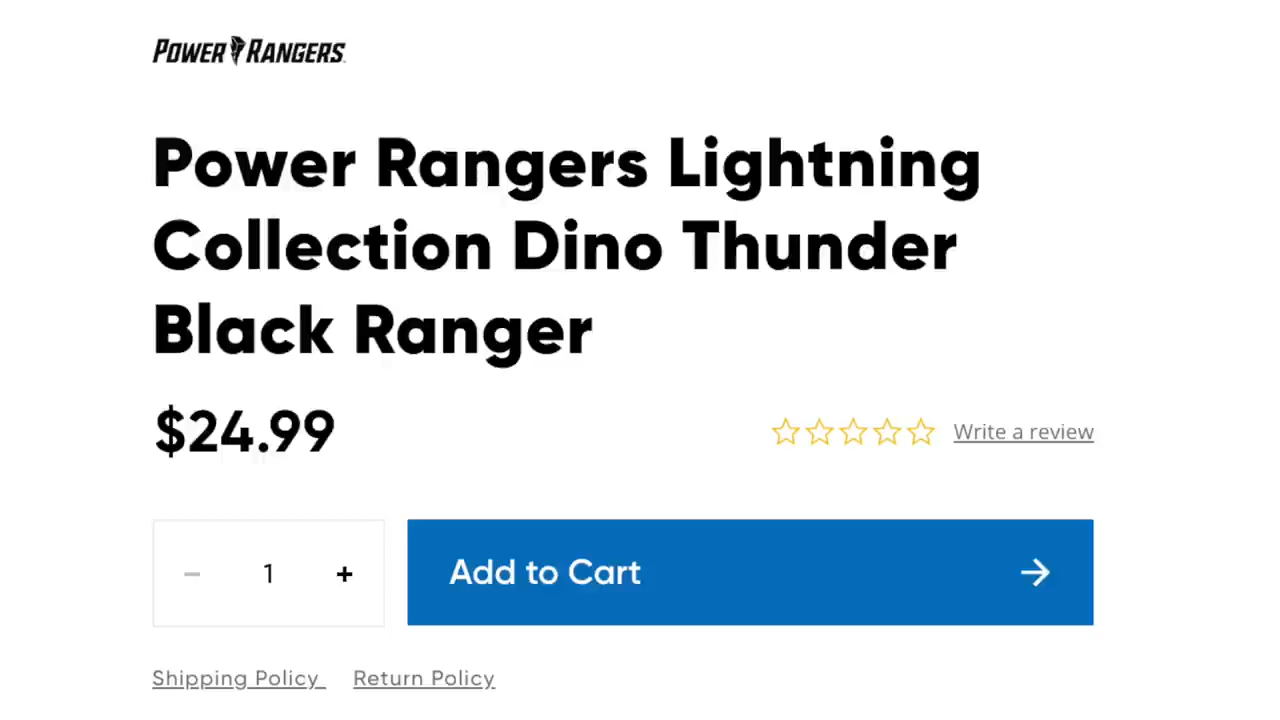 POWER RANGERS
Power Rangers Lightning
Collection Dino Thunder
Black Ranger
$24.99
Write a review
− 1 +
Add to Cart →
Shipping Policy Return Policy